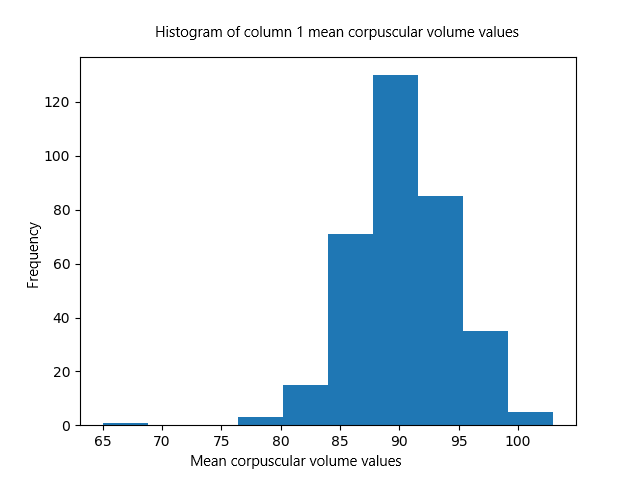 Histogram of column 1 mean corpuscular volume values
120
100
80
60
40
20
0
Frequency
65 70 75 80 85 90 95 100
Mean corpuscular volume values